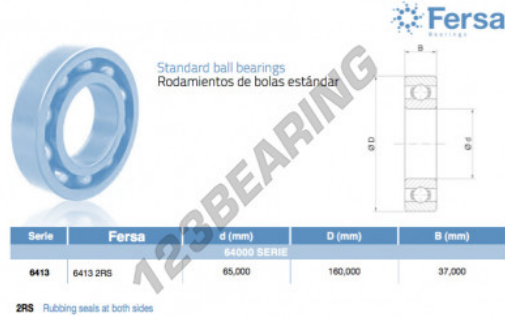 Fersa
Bearings
Standard ball bearings
Rodamientos de bolas estándar
B
Ø D
Ø d
123BEARING
Serie Fersa d (mm) D (mm) B (mm)
64000 SERIE
6413 6413 2RS 65,000 160,000 37,000
2RS Rubbing seals at both sides